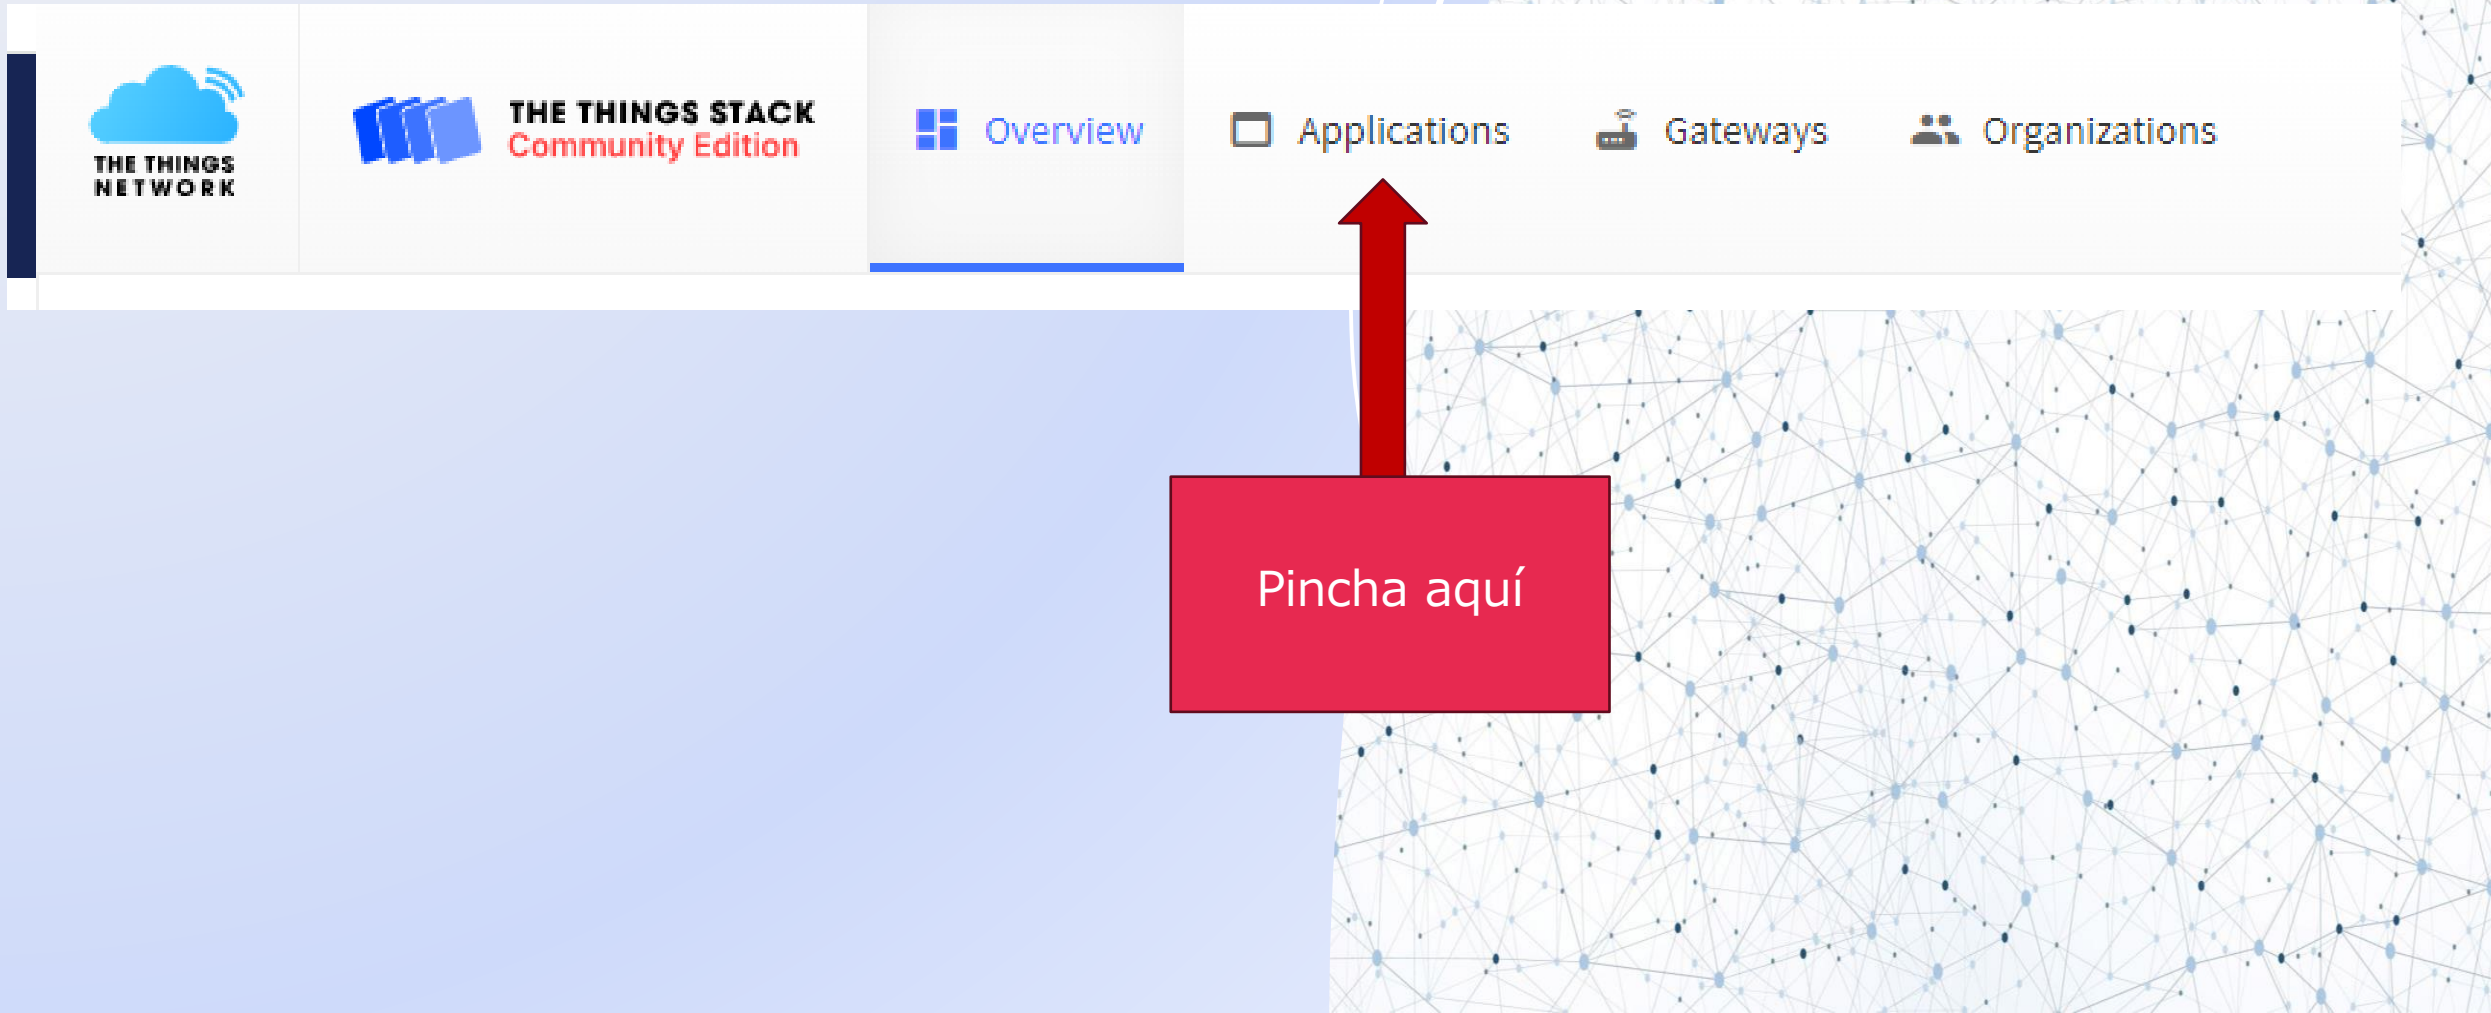 THE THINGS
NETWORK
THE THINGS STACK
Community Edition
Overview
Applications
Gateways
Organizations
Pincha aquí